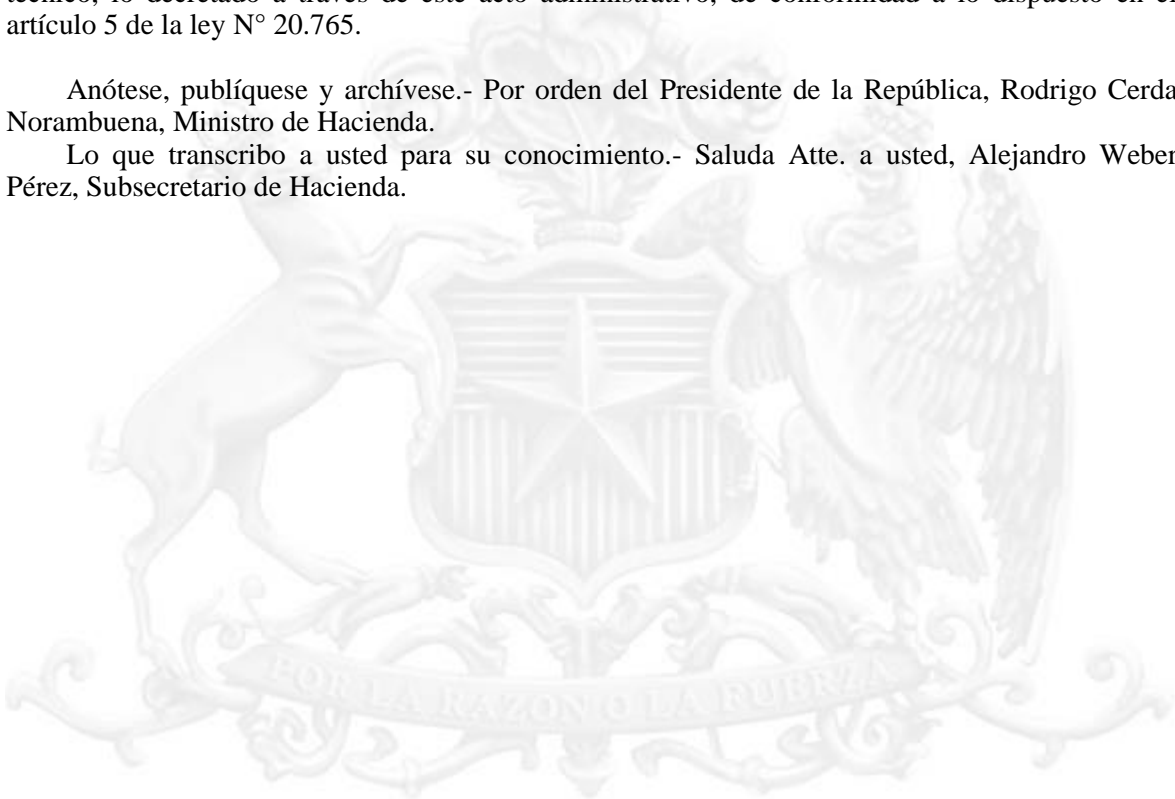 técnico, lo decretado a través de este acto administrativo, de conformidad a lo dispuesto en el
artículo 5 de la ley N° 20.765.
Anótese, publíquese y archívese.- Por orden del Presidente de la República, Rodrigo Cerda
Norambuena, Ministro de Hacienda.
Lo que transcribo a usted para su conocimiento.- Saluda Atte. a usted, Alejandro Weber
Pérez, Subsecretario de Hacienda.
POR LA RAZON O LA FUERZA